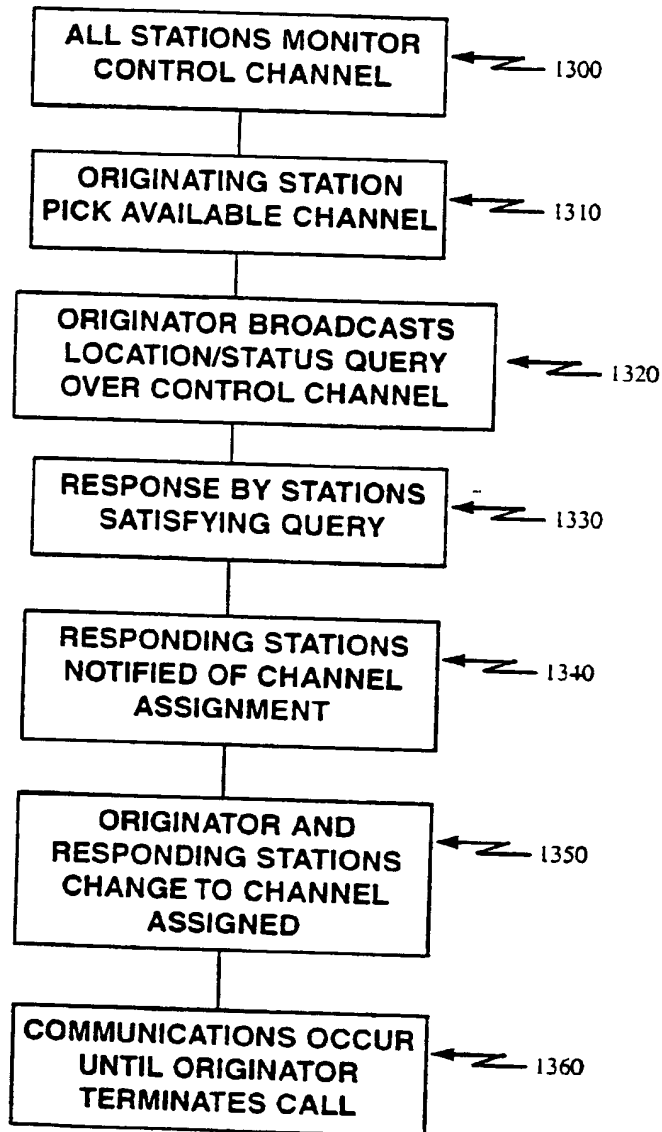 ALL STATIONS MONITOR
CONTROL CHANNEL
1300
ORIGINATING STATION
PICK AVAILABLE CHANNEL
1310
ORIGINATOR BROADCASTS
LOCATION/STATUS QUERY
OVER CONTROL CHANNEL
1320
RESPONSE BY STATIONS
SATISFYING QUERY
1330
RESPONDING STATIONS
NOTIFIED OF CHANNEL
ASSIGNMENT
1340
ORIGINATOR AND
RESPONDING STATIONS
CHANGE TO CHANNEL
ASSIGNED
1350
COMMUNICATIONS OCCUR
UNTIL ORIGINATOR
TERMINATES CALL
1360